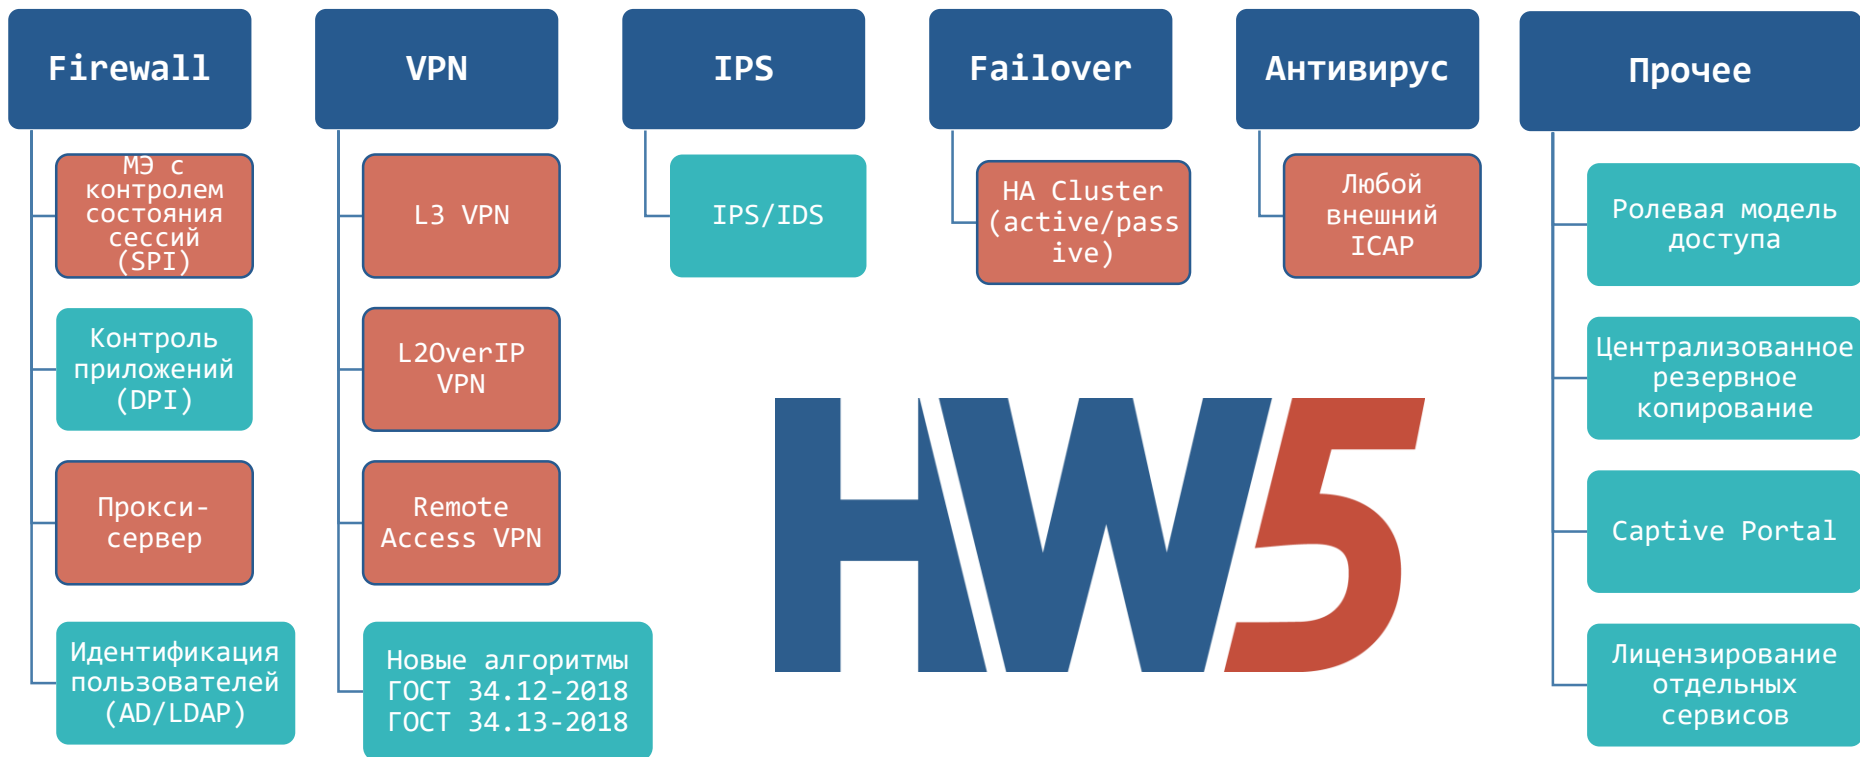 Firewall
МЭ с
контролем
состояния
сессий
(SPI)
Контроль
приложений
(DPI)
Прокси-
сервер
Идентификация
пользователей
(AD/LDAP)
VPN
L3 VPN
L2OverIP
VPN
Remote
Access VPN
Новые алгоритмы
ГОСТ 34.12-2018
ГОСТ 34.13-2018
IPS
IPS/IDS
Failover
HA Cluster
(active/pass
ive)
Антивирус
Любой
внешний
ICAP
Прочее
Ролевая модель
доступа
Централизованное
резервное
копирование
Captive Portal
Лицензирование
отдельных
сервисов
HW5